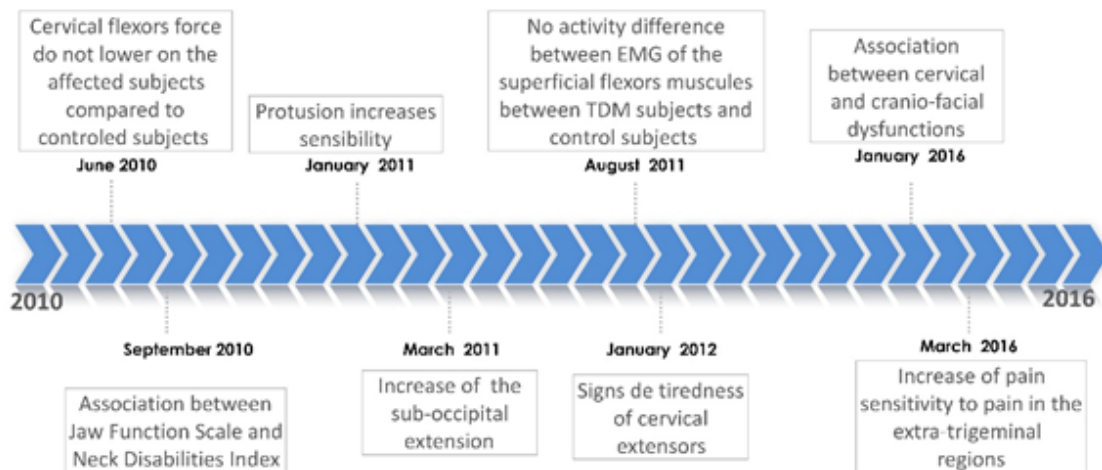 Cervical flexors force
do not lower on the
affected subjects
compared to
controled subjects
June 2010
Protusion increases
sensibility
January 2011
No activity difference
between EMG of the
superficial flexors muscules
between TDM subjects and
control subjects
August 2011
Association
between cervical
and cranio-facial
dysfunctions
January 2016
2010
2016
September 2010
Association between
Jaw Function Scale and
Neck Disabilities Index
March 2011
Increase of the
sub-occipital
extension
January 2012
Signs de tiredness
of cervical
extensors
March 2016
Increase of pain
sensitivity to pain in the
extra-trigeminal
regions